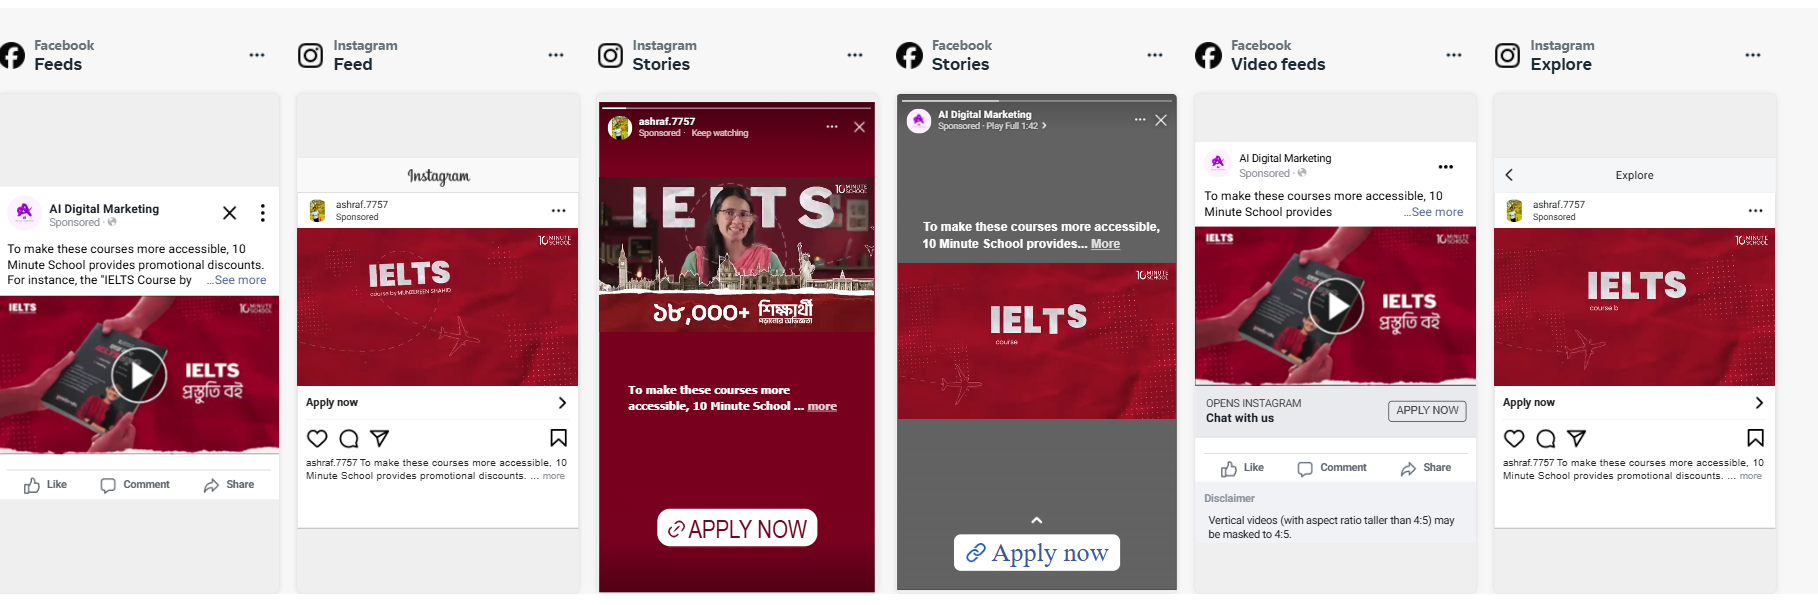 Facebook
Feeds
AI Digital Marketing
Sponsored ·
To make these courses more accessible, 10
Minute School provides promotional discounts.
For instance, the "IELTS Course by ...See more
IELTS
10 MINUTE SCHOOL
IELTS
প্রস্তুতি বই
Like
Comment
Share
Instagram
Feed
Instagram
ashraf.7757
Sponsored
10 MINUTE SCHOOL
IELTS
course by MUNZEREEN SHAHID
Apply now
ashraf.7757 To make these courses more accessible, 10
Minute School provides promotional discounts. ... more
Instagram
Stories
ashraf.7757
Sponsored · Keep watching
IELTS
10 MINUTE SCHOOL
১৮,০০০+ শিক্ষার্থী
পড়ানোর অভিজ্ঞতা
To make these courses more
accessible, 10 Minute School ... more
APPLY NOW
Facebook
Stories
AI Digital Marketing
Sponsored · Play Full 1:42
To make these courses more accessible,
10 Minute School provides... More
10 MINUTE SCHOOL
IELTS
course
Apply now
Facebook
Video feeds
AI Digital Marketing
Sponsored ·
To make these courses more accessible, 10
Minute School provides ...See more
IELTS
10 MINUTE SCHOOL
IELTS
প্রস্তুতি বই
OPENS INSTAGRAM
Chat with us
APPLY NOW
Like
Comment
Share
Disclaimer
Vertical videos (with aspect ratio taller than 4:5) may
be masked to 4:5.
Instagram
Explore
Explore
ashraf.7757
Sponsored
10 MINUTE SCHOOL
IELTS
course b
Apply now
ashraf.7757 To make these courses more accessible, 10
Minute School provides promotional discounts. ... more